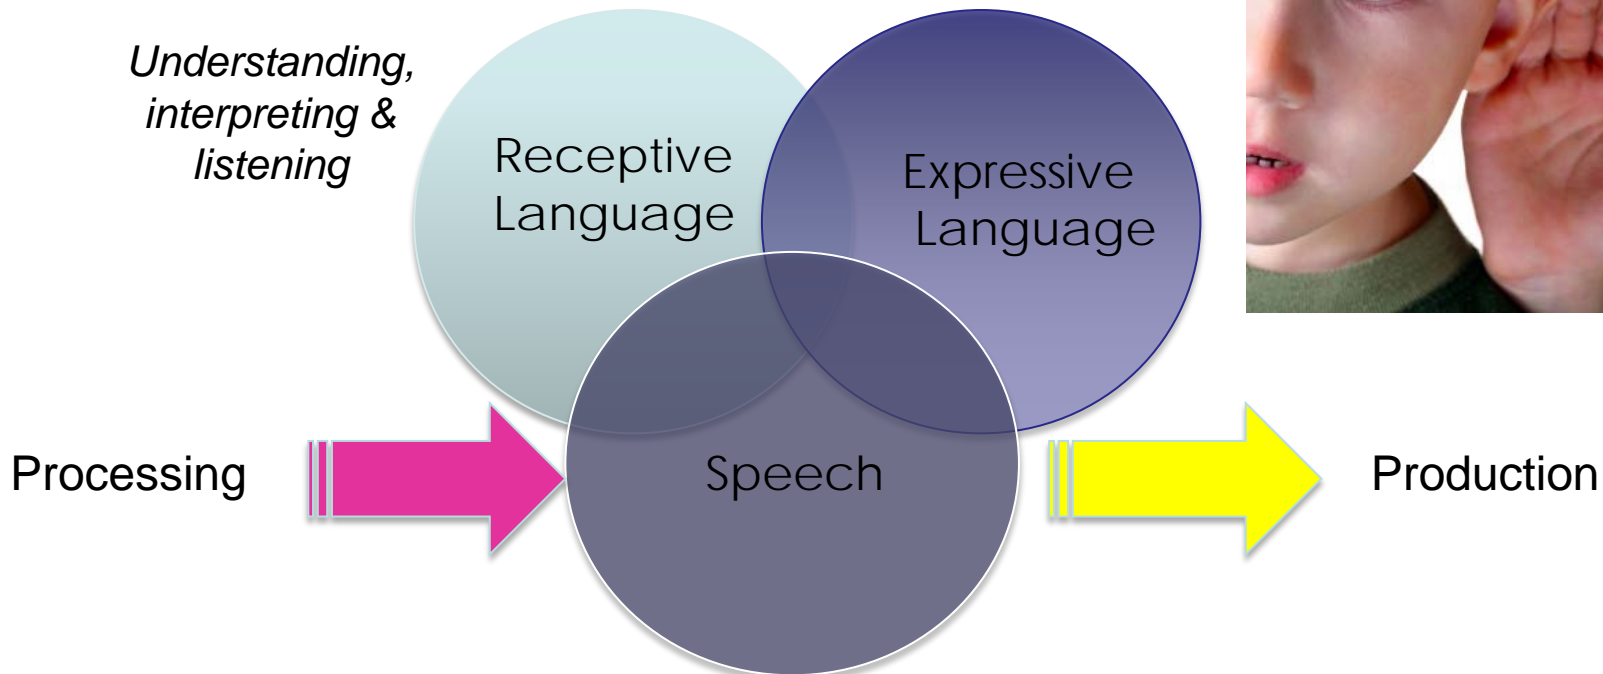 Understanding,
interpreting &
listening
Receptive
Language
Expressive
Language
Processing
Speech
Production